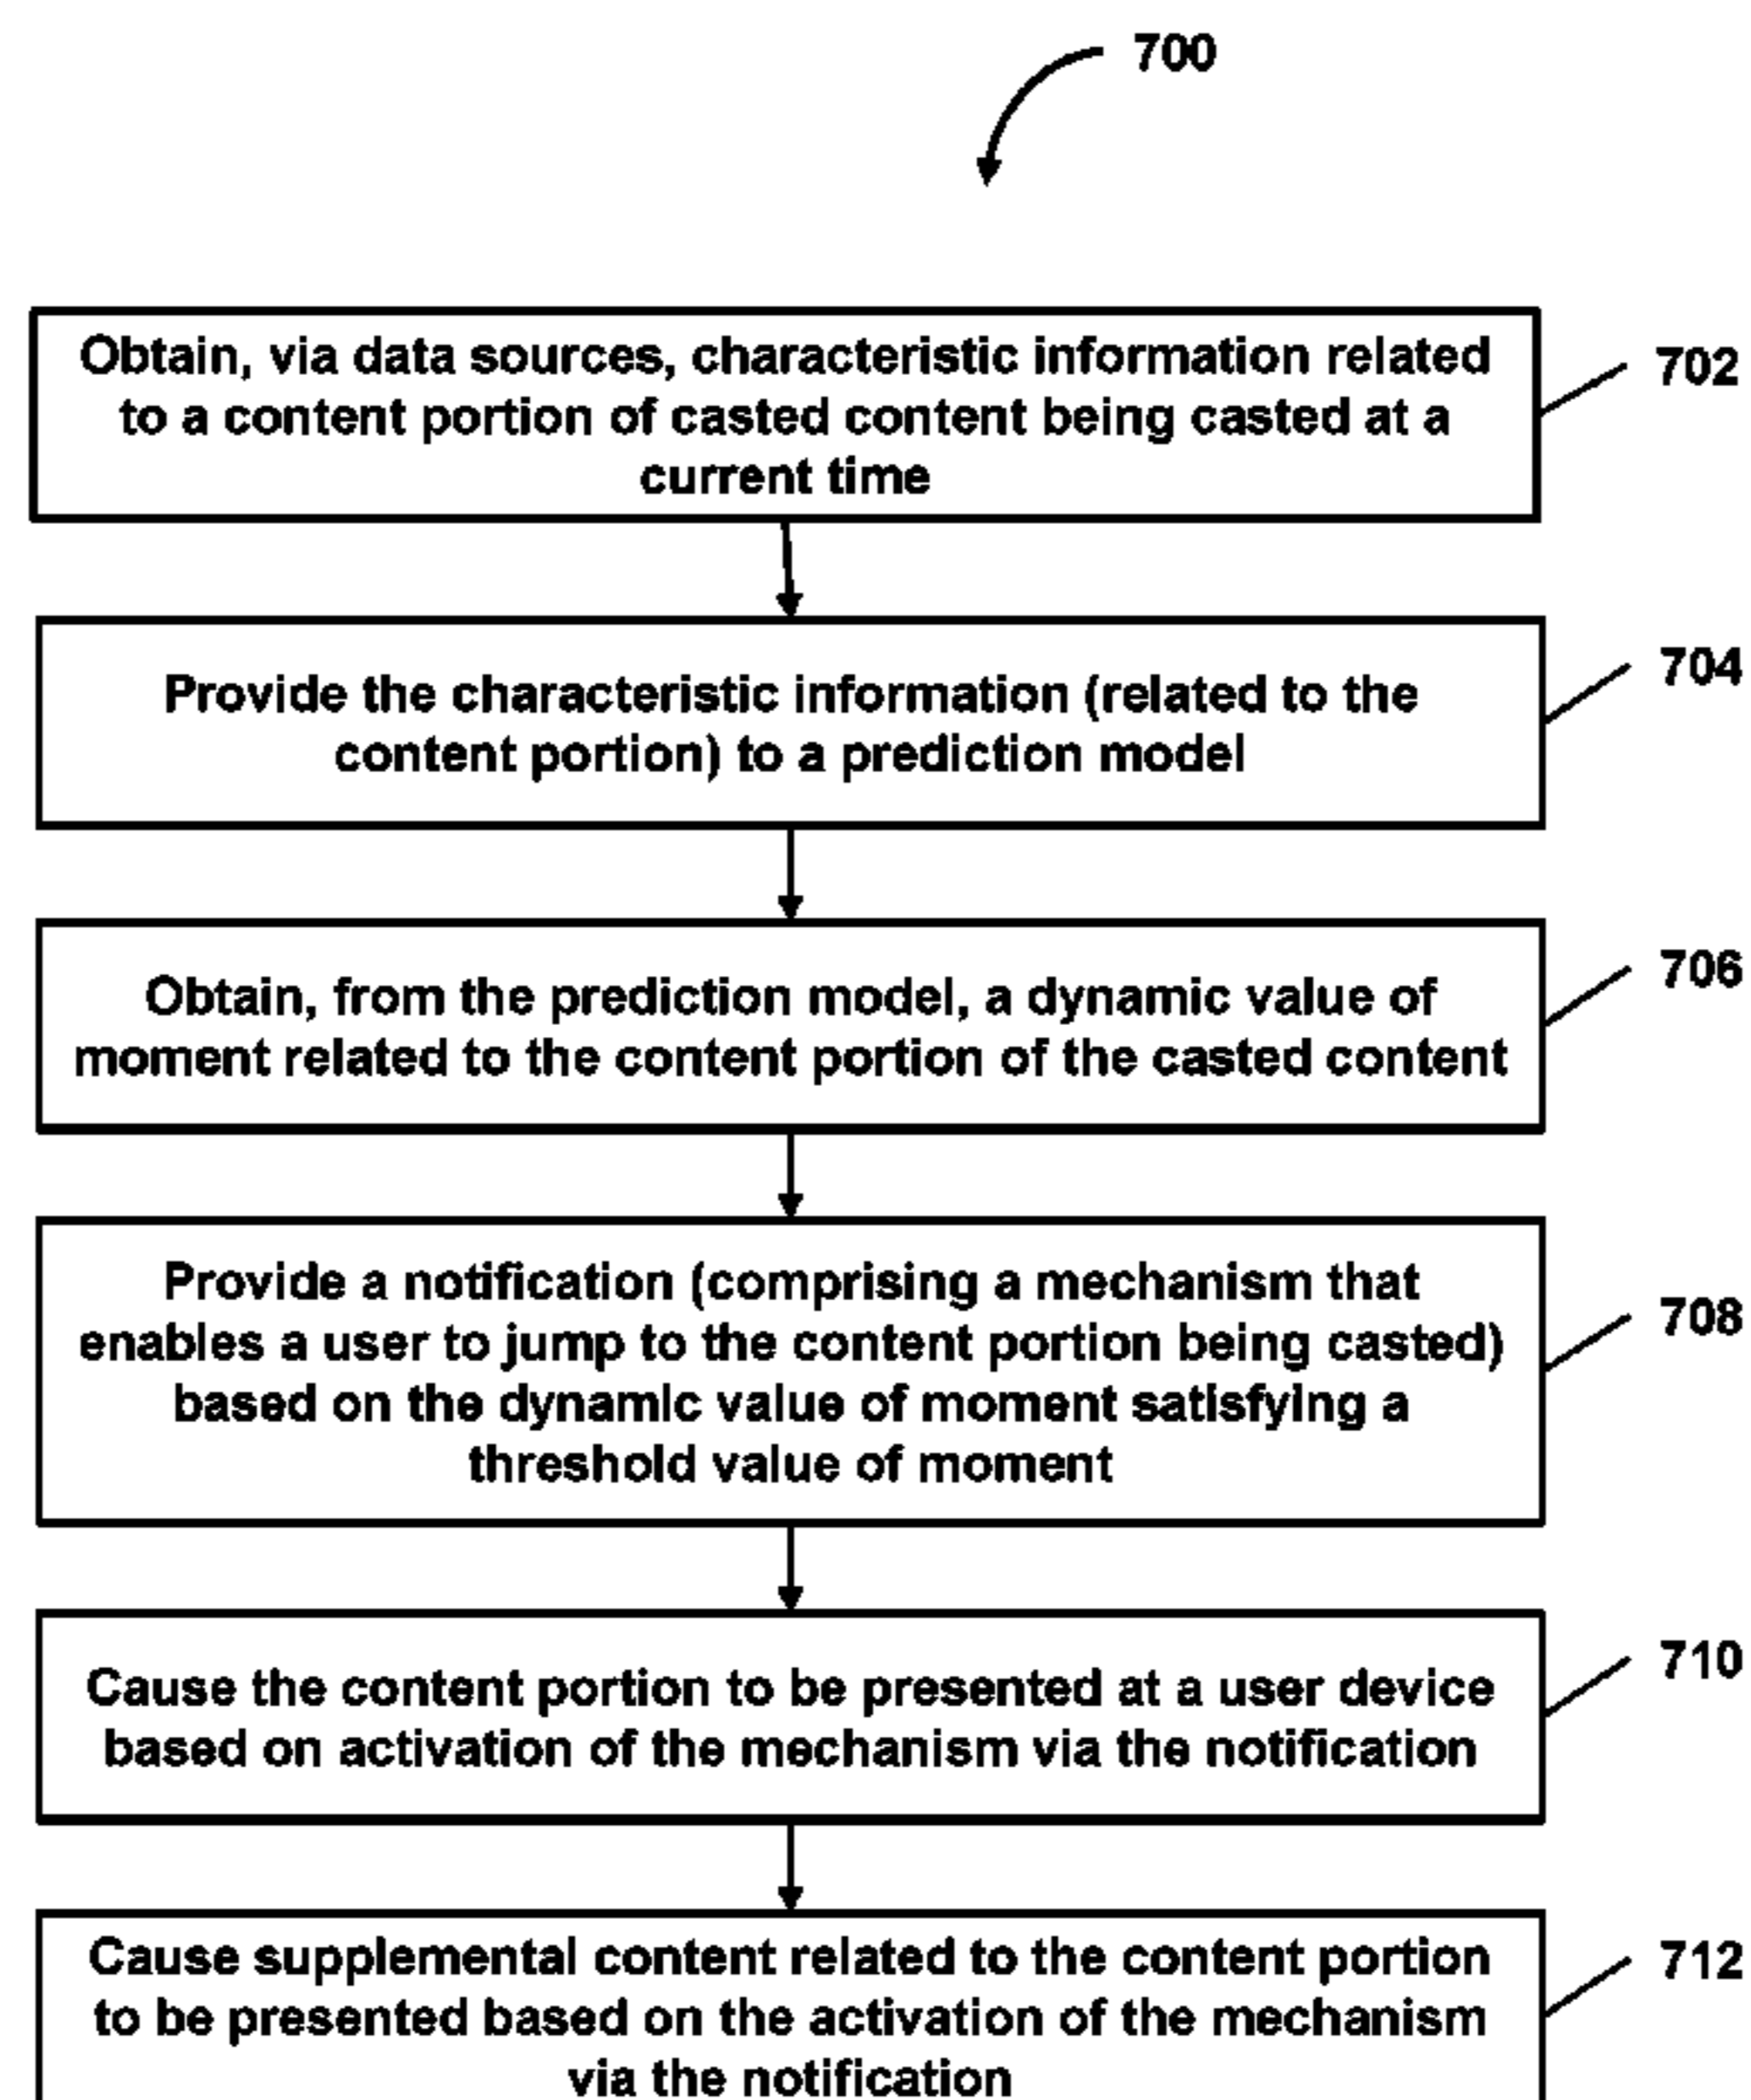 700
Obtain, via data sources, characteristic information related
to a content portion of casted content being casted at a
current time
702
Provide the characteristic information (related to the
content portion) to a prediction model
704
Obtain, from the prediction model, a dynamic value of
moment related to the content portion of the casted content
706
Provide a notification (comprising a mechanism that
enables a user to jump to the content portion being casted)
based on the dynamic value of moment satisfying a
threshold value of moment
708
Cause the content portion to be presented at a user device
based on activation of the mechanism via the notification
710
Cause supplemental content related to the content portion
to be presented based on the activation of the mechanism
via the notification
712